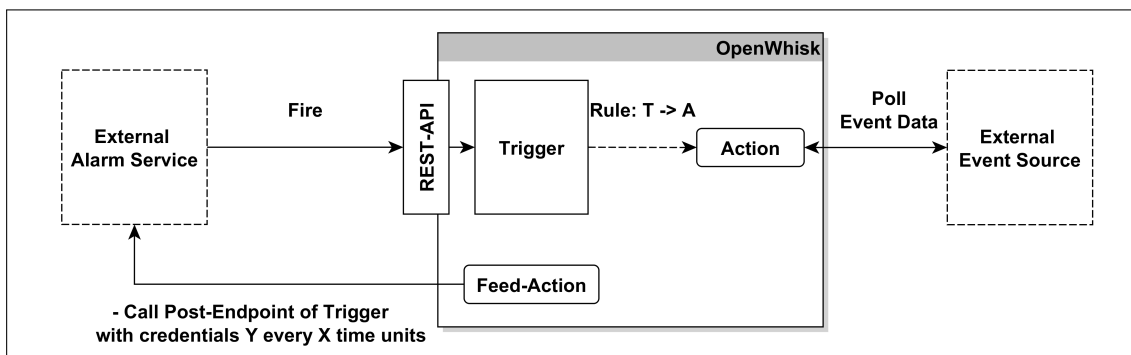 OpenWhisk
External
Alarm Service
Fire
REST-API
Trigger
Rule: T -> A
Action
Poll
Event Data
External
Event Source
Feed-Action
- Call Post-Endpoint of Trigger
with credentials Y every X time units